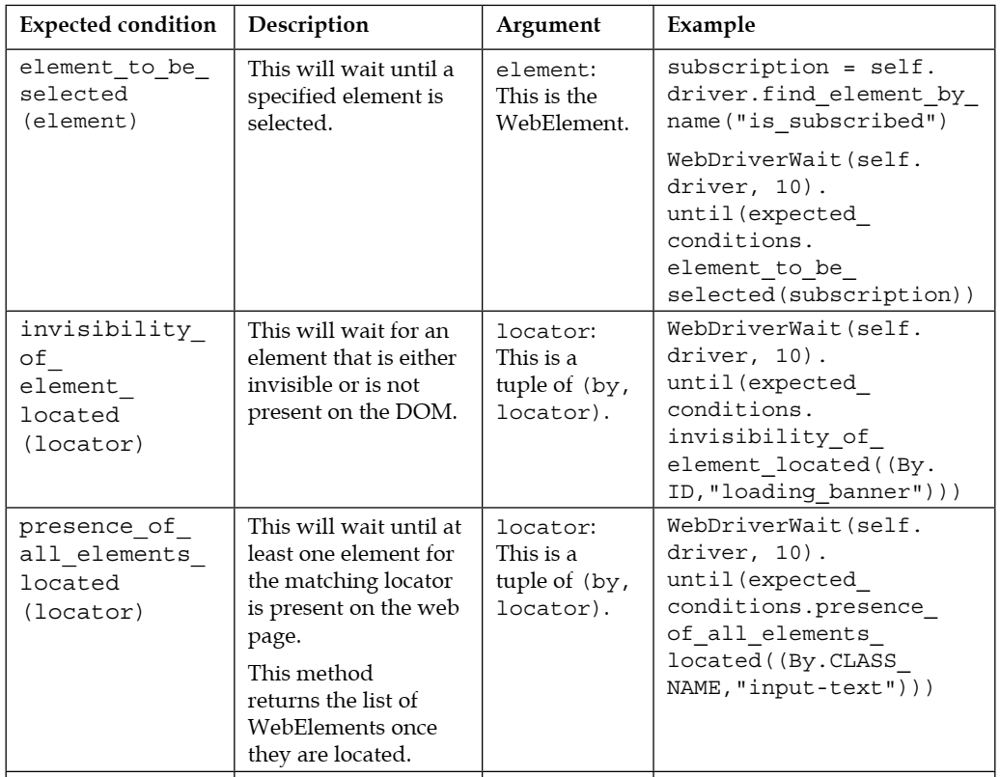 Expected condition
Description
Argument
Example
element_to_be_
selected
(element)
This will wait until a
specified element is
selected.
element:
This is the
WebElement.
subscription = self.
driver.find_element_by_
name("is_subscribed")
WebDriverWait(self.
driver, 10).
until(expected_
conditions.
element_to_be_
selected(subscription))
invisibility_
of_
element_
located
(locator)
This will wait for an
element that is either
invisible or is not
present on the DOM.
locator:
This is a
tuple of (by,
locator).
WebDriverWait(self.
driver, 10).
until(expected_
conditions.
invisibility_of_
element_located((By.
ID,"loading_banner")))
presence_of_
all_elements_
located
(locator)
This will wait until at
least one element for
the matching locator
is present on the web
page.
This method
returns the list of
WebElements once
they are located.
locator:
This is a
tuple of (by,
locator).
WebDriverWait(self.
driver, 10).
until(expected_
conditions.presence_
of_all_elements_
located((By.CLASS_
NAME,"input-text")))